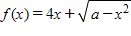 f(x) = 4x + √(a − x²)